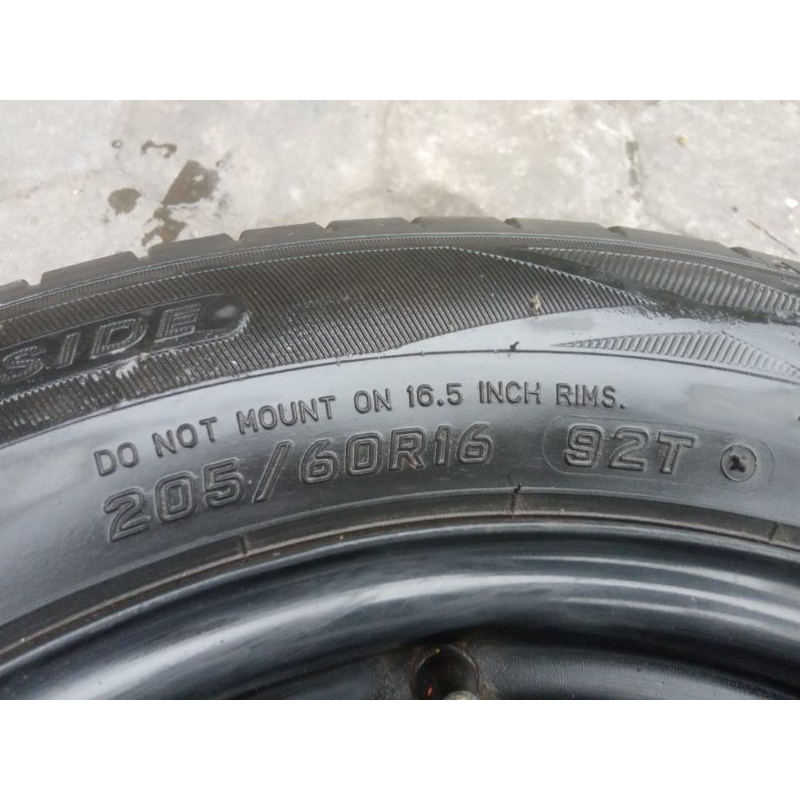 SIDE
DO NOT MOUNT ON 16.5 INCH RIMS.
205/60R16 92T